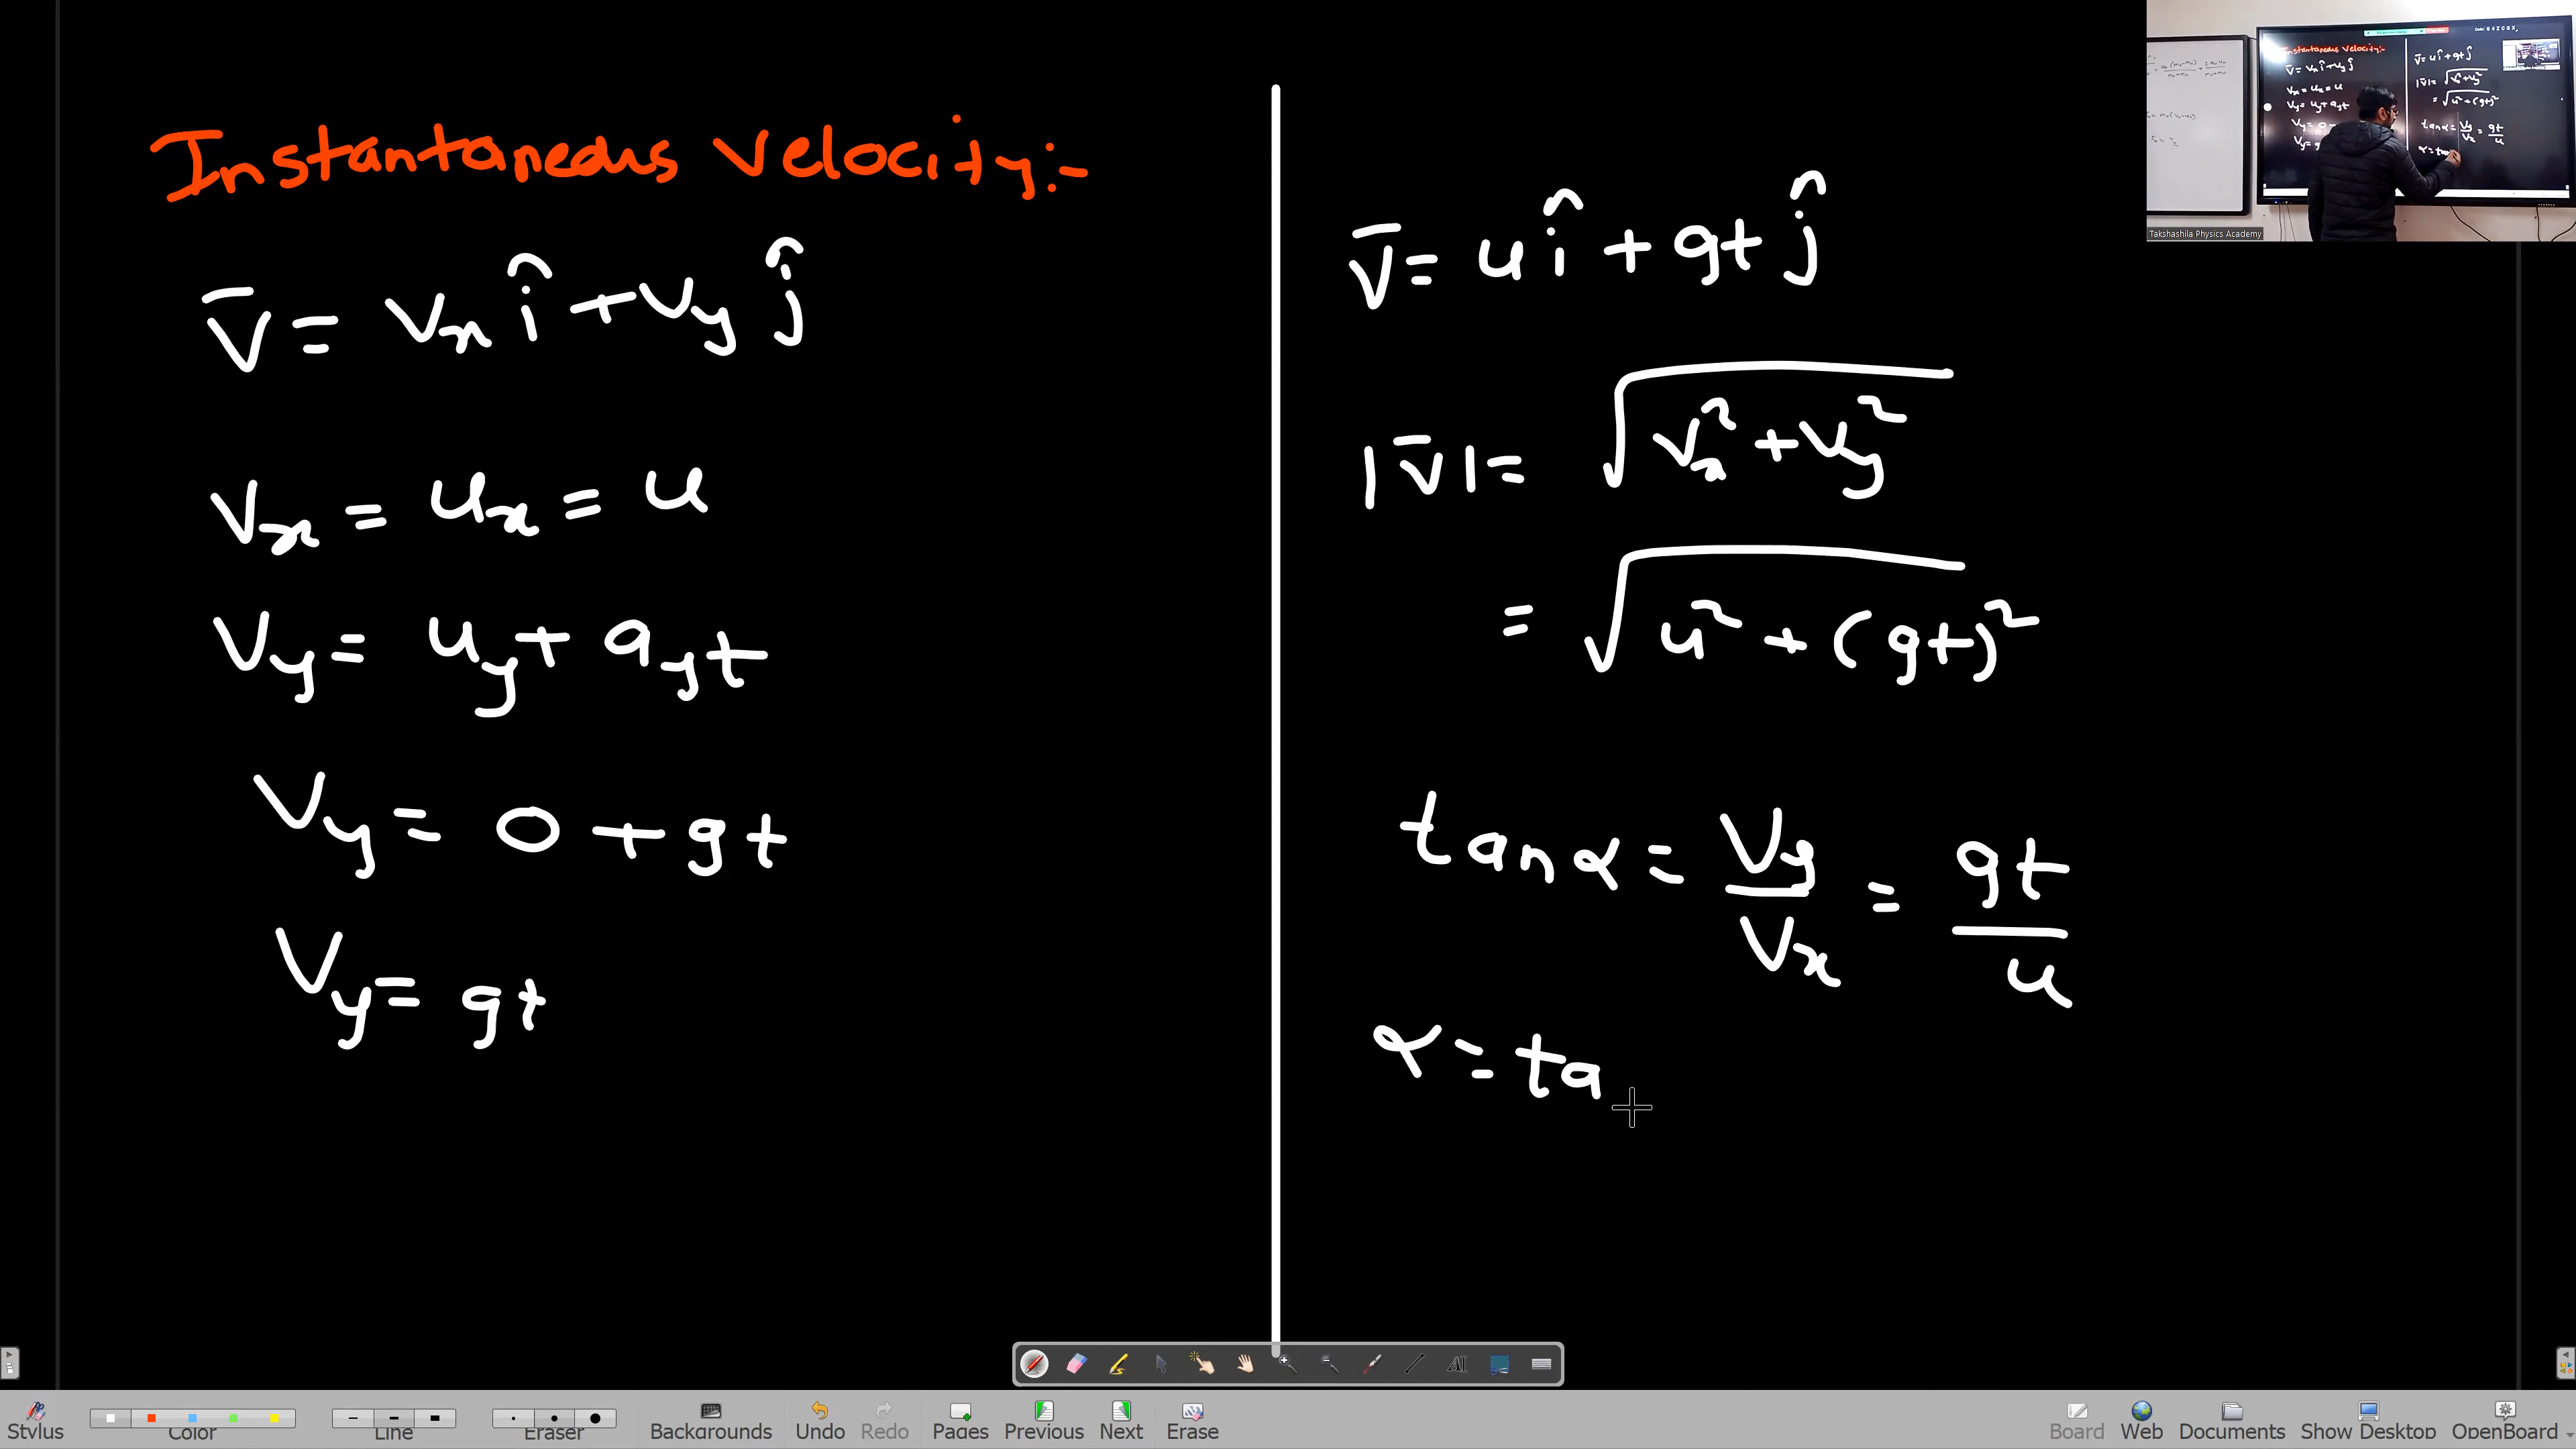 Instantaneous Velocity:-
V̄ = Vx î + Vy ĵ
Vx = ux = u
Vy = uy + ayt
Vy = 0 + gt
Vy = gt
V̄ = u î + gt ĵ
|v̄| = √(Vx² + Vy²)
= √(u² + (gt)²)
tan α = Vy/Vx = gt/u
α = ta
Takshashila Physics Academy
Stylus Color Line Eraser Backgrounds Undo Redo Pages Previous Next Erase Board Web Documents Show Desktop OpenBoard